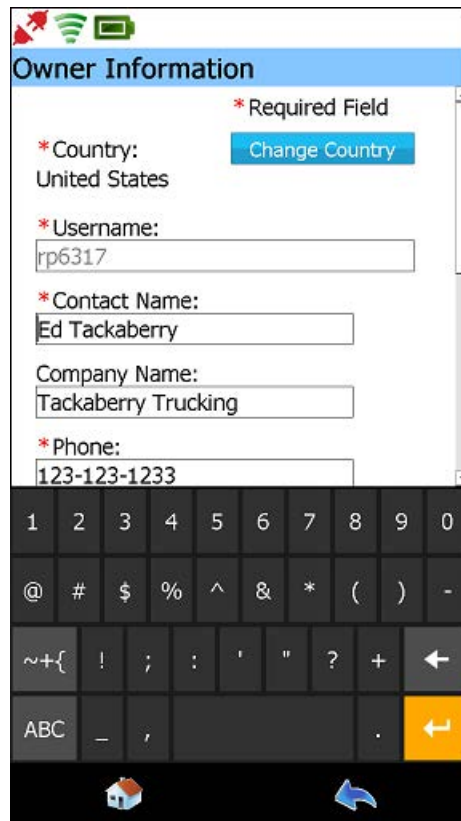 Owner Information
* Required Field
* Country:
Change Country
United States
* Username:
rp6317
* Contact Name:
Ed Tackaberry
Company Name:
Tackaberry Trucking
* Phone:
123-123-1233
1 2 3 4 5 6 7 8 9 0
@ # $ % ^ & * ( ) -
~+{ ! ; : ' " ? +
ABC _ , .